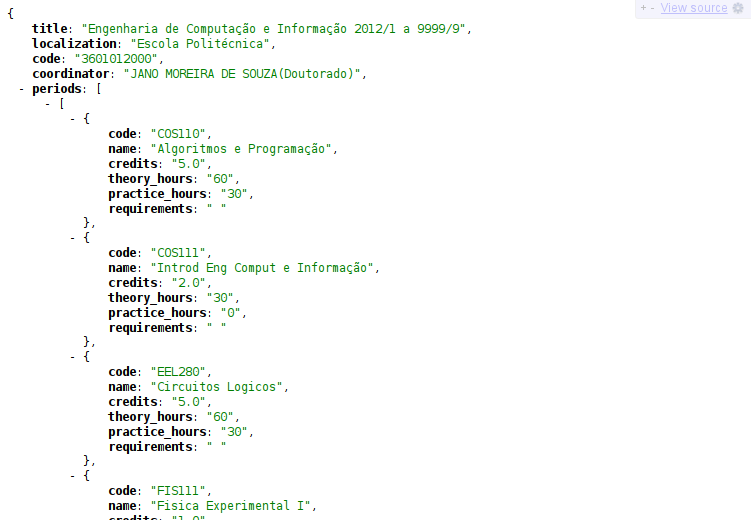 + - View source
{
title: "Engenharia de Computação e Informação 2012/1 a 9999/9",
localization: "Escola Politécnica",
code: "3601012000",
coordinator: "JANO MOREIRA DE SOUZA(Doutorado)",
- periods: [
- [
- {
code: "COS110",
name: "Algoritmos e Programação",
credits: "5.0",
theory_hours: "60",
practice_hours: "30",
requirements: " "
},
- {
code: "COS111",
name: "Introd Eng Comput e Informação",
credits: "2.0",
theory_hours: "30",
practice_hours: "0",
requirements: " "
},
- {
code: "EEL280",
name: "Circuitos Logicos",
credits: "5.0",
theory_hours: "60",
practice_hours: "30",
requirements: " "
},
- {
code: "FIS111",
name: "Fisica Experimental I",
credits: "1.0"